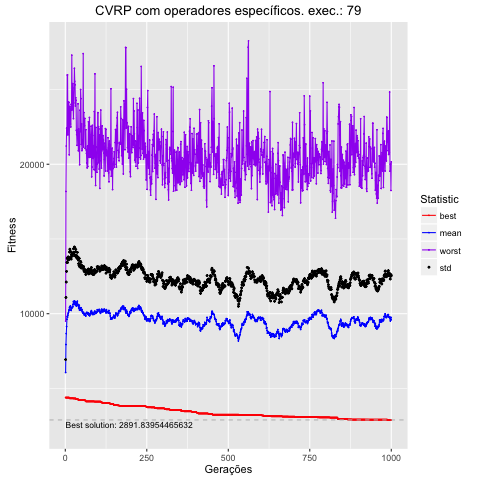 CVRP com operadores específicos. exec.: 79
20000
10000
Fitness
Best solution: 2891.83954465632
0 250 500 750 1000
Gerações
Statistic
best
mean
worst
std